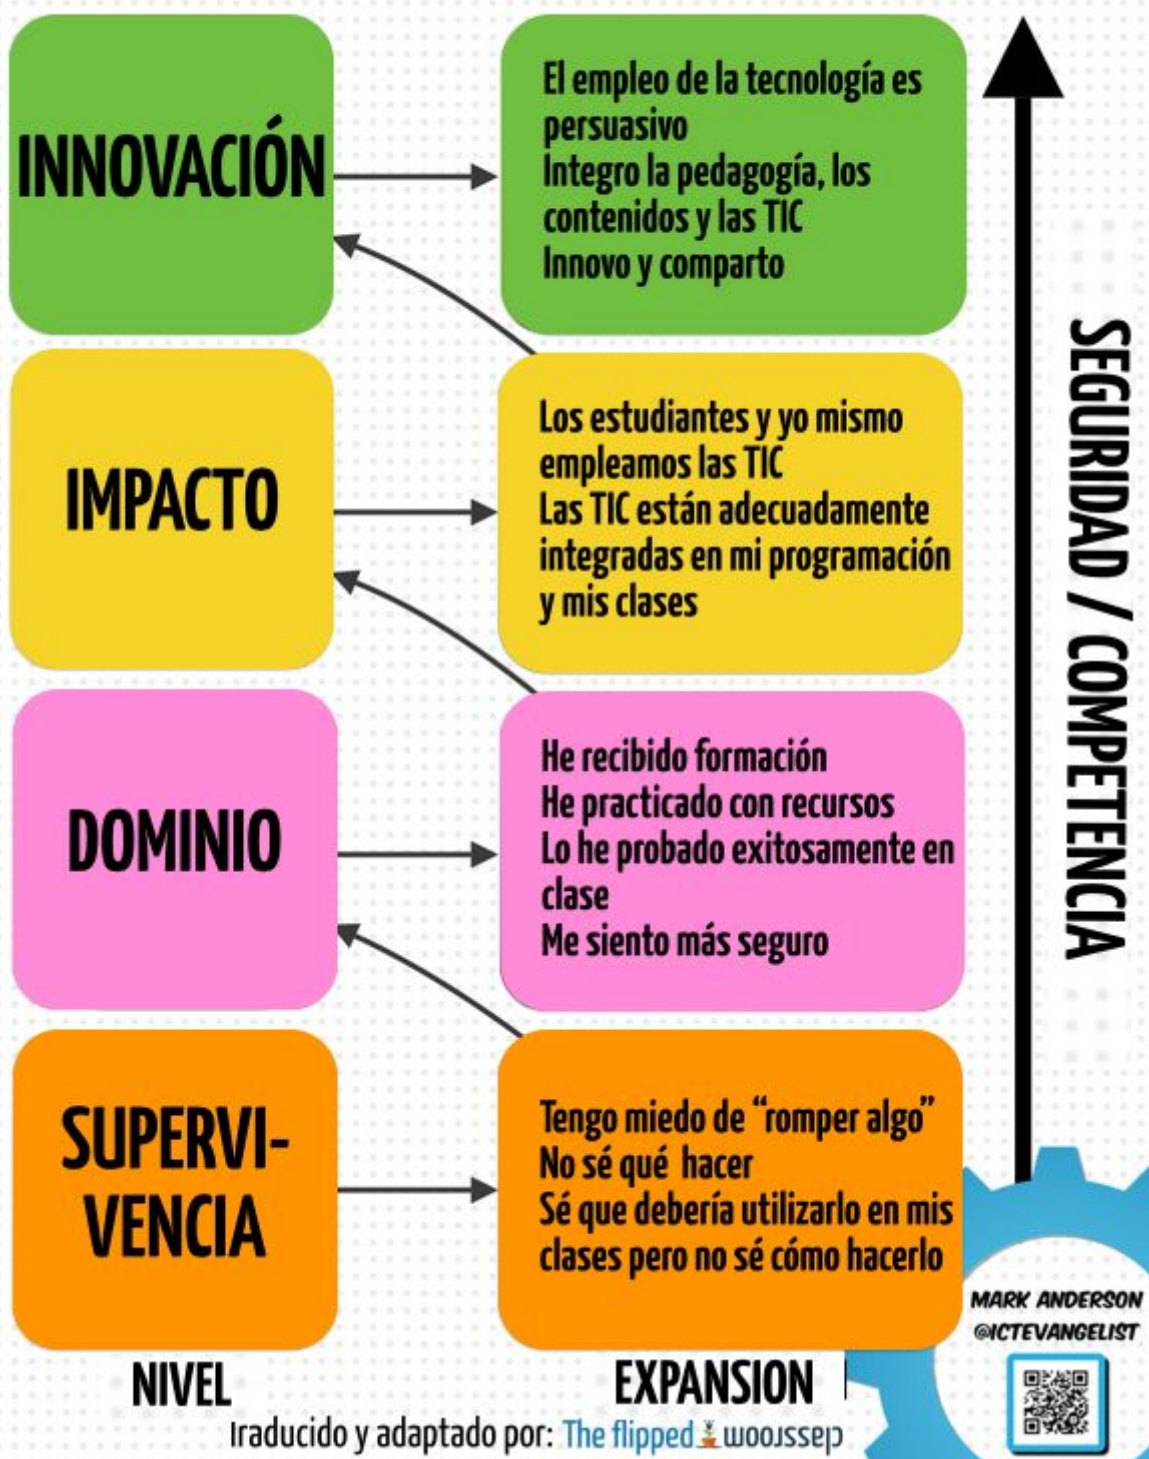 INNOVACIÓN
El empleo de la tecnología es
persuasivo
Integro la pedagogía, los
contenidos y las TIC
Innovo y comparto
IMPACTO
Los estudiantes y yo mismo
empleamos las TIC
Las TIC están adecuadamente
integradas en mi programación
y mis clases
DOMINIO
He recibido formación
He practicado con recursos
Lo he probado exitosamente en
clase
Me siento más seguro
SUPERVI-
VENCIA
Tengo miedo de “romper algo”
No sé qué hacer
Sé que debería utilizarlo en mis
clases pero no sé cómo hacerlo
SEGURIDAD / COMPETENCIA
MARK ANDERSON
@ICTEVANGELIST
NIVEL
EXPANSION
Traducido y adaptado por: The flipped classroom